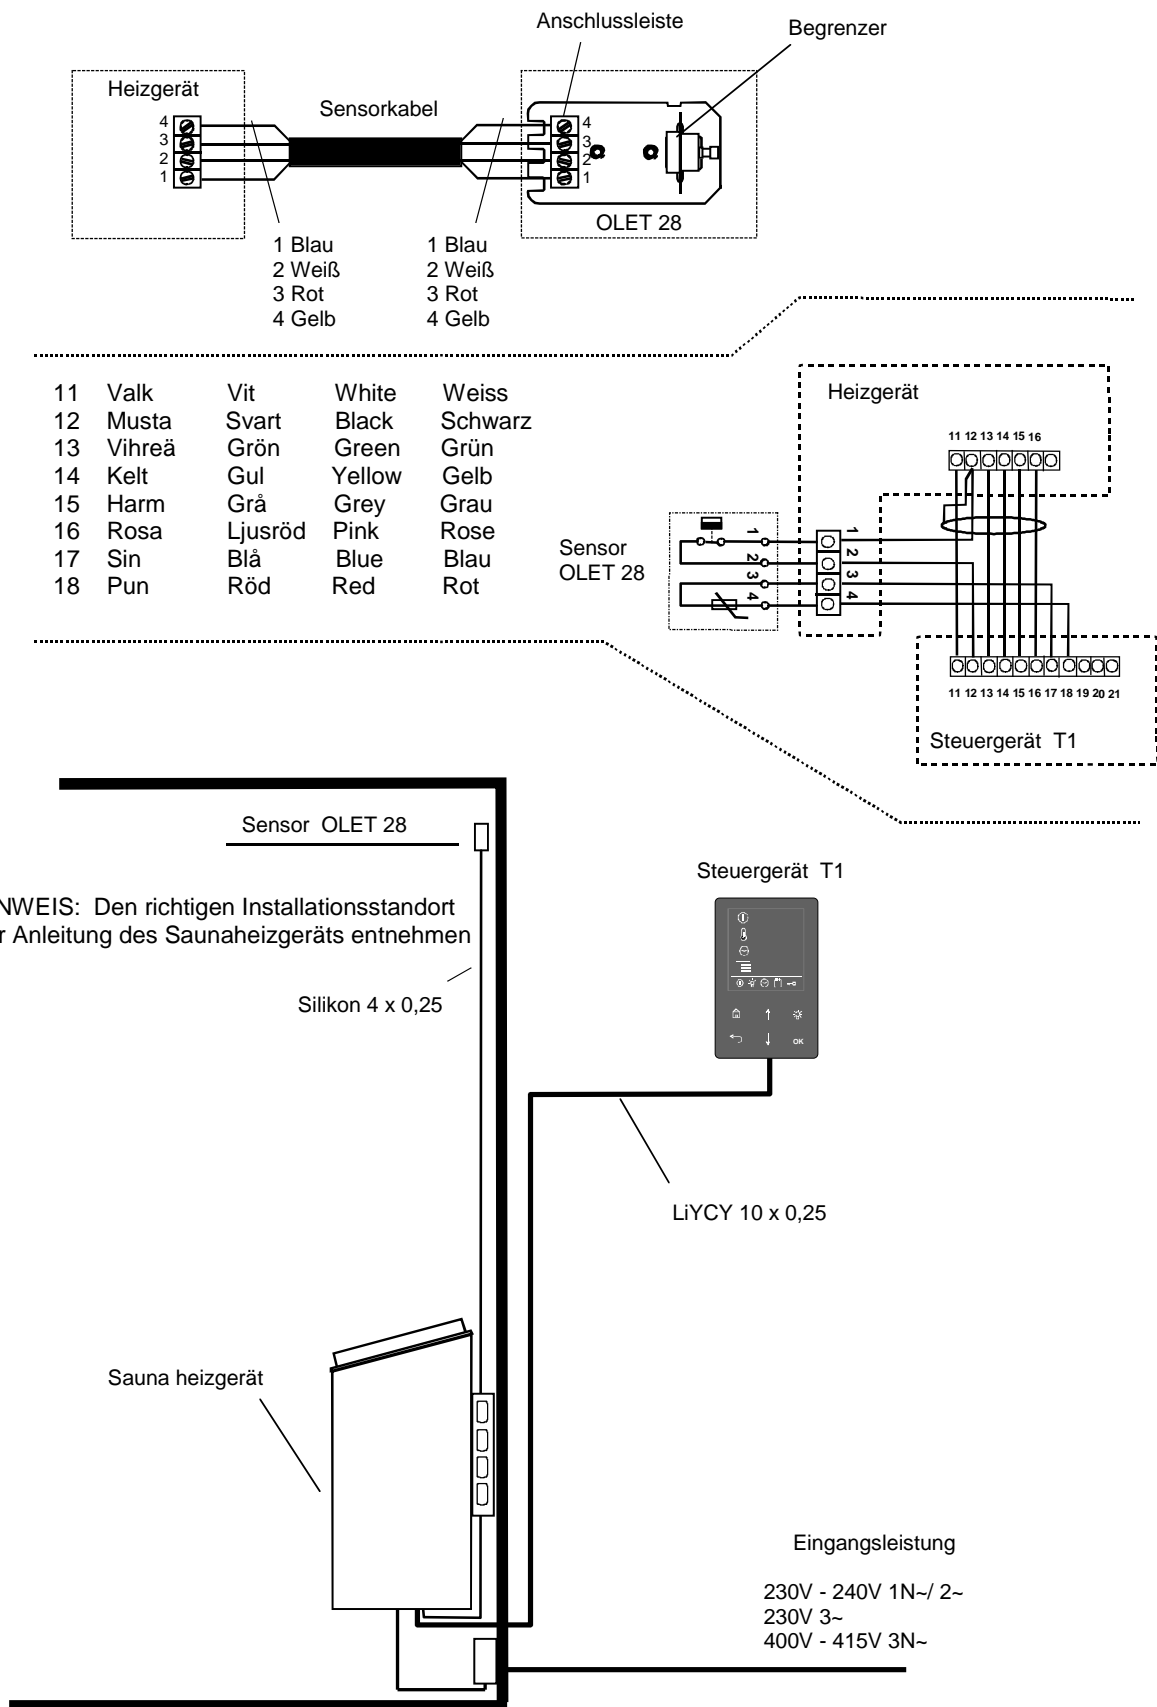 Anschlussleiste
Begrenzer
Heizgerät
Sensorkabel
4
3
2
1
4
3
2
1
OLET 28
1 Blau
2 Weiß
3 Rot
4 Gelb
1 Blau
2 Weiß
3 Rot
4 Gelb
11 Valk Vit White Weiss
12 Musta Svart Black Schwarz
13 Vihreä Grön Green Grün
14 Kelt Gul Yellow Gelb
15 Harm Grå Grey Grau
16 Rosa Ljusröd Pink Rose
17 Sin Blå Blue Blau
18 Pun Röd Red Rot
Heizgerät
11 12 13 14 15 16
Sensor
OLET 28
1
2
3
4
1
2
3
4
11 12 13 14 15 16 17 18 19 20 21
Steuergerät T1
Sensor OLET 28
NWEIS: Den richtigen Installationsstandort
r Anleitung des Saunaheizgeräts entnehmen
Silikon 4 x 0,25
Steuergerät T1
OK
LiYCY 10 x 0,25
Sauna heizgerät
Eingangsleistung
230V - 240V 1N~/ 2~
230V 3~
400V - 415V 3N~